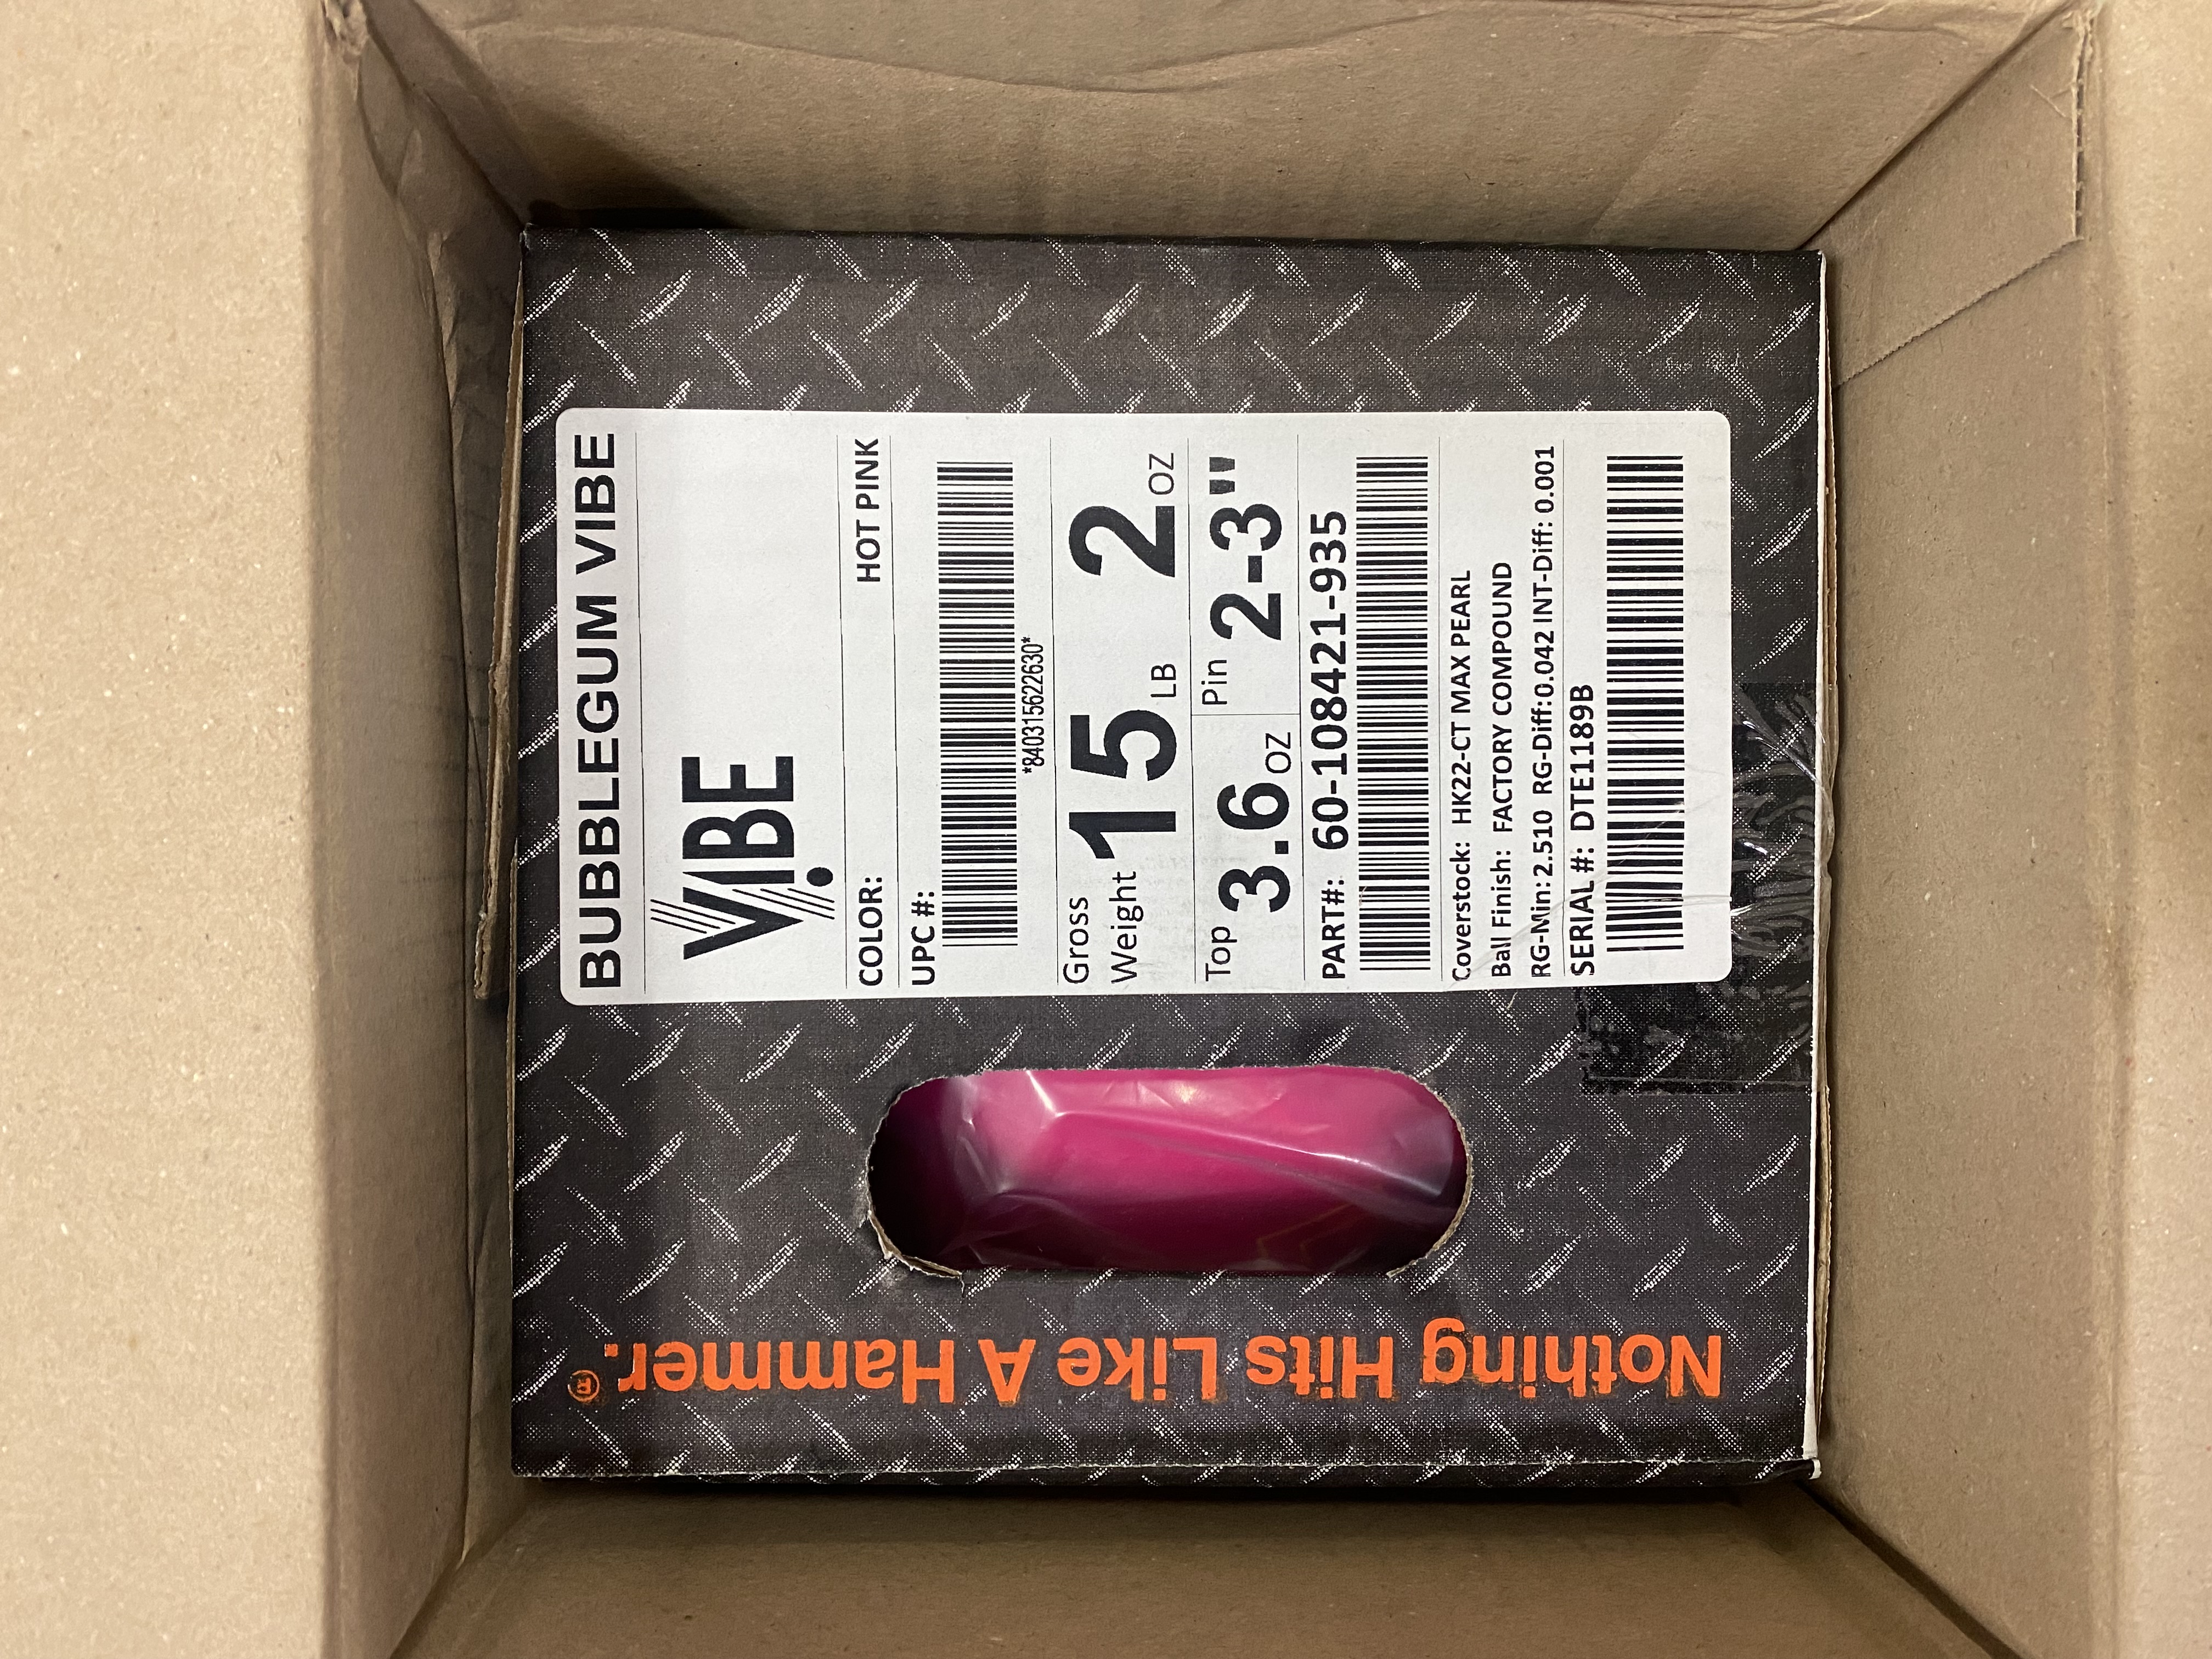 BUBBLEGUM VIBE
VIBE
COLOR: HOT PINK
UPC #:
*840315622630*
Gross Weight 15 LB 2 OZ
Top 3.6 OZ Pin 2-3"
PART#: 60-108421-935
Coverstock: HK22-CT MAX PEARL
Ball Finish: FACTORY COMPOUND
RG-Min: 2.510 RG-Diff: 0.042 INT-Diff: 0.001
SERIAL #: DTE1189B
Nothing Hits Like A Hammer.®